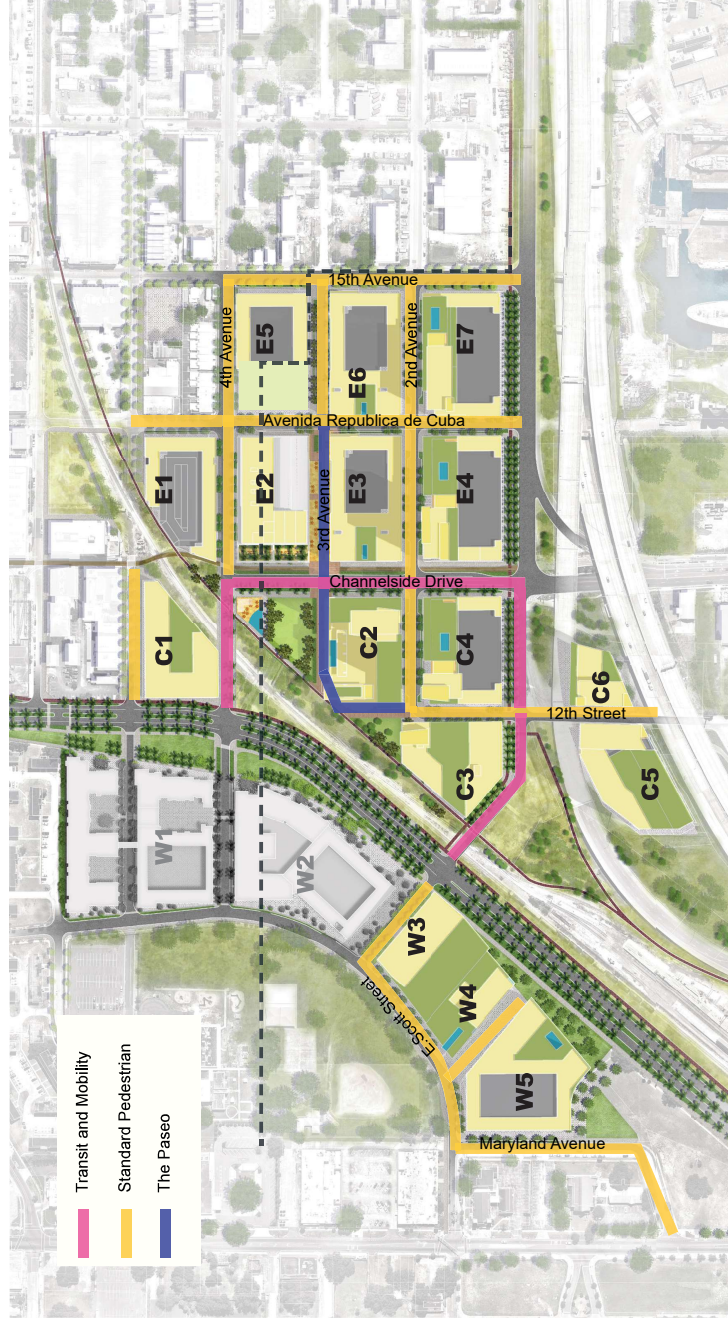 15th Avenue
4th Avenue
E5
E6
2nd Avenue
E7
Avenida Republica de Cuba
E1
E2
3rd Avenue
E3
E4
Channelside Drive
C1
C2
C4
C6
12th Street
C3
C5
W1
W2
W3
W4
E.Scott Street
W5
Maryland Avenue
Transit and Mobility
Standard Pedestrian
The Paseo